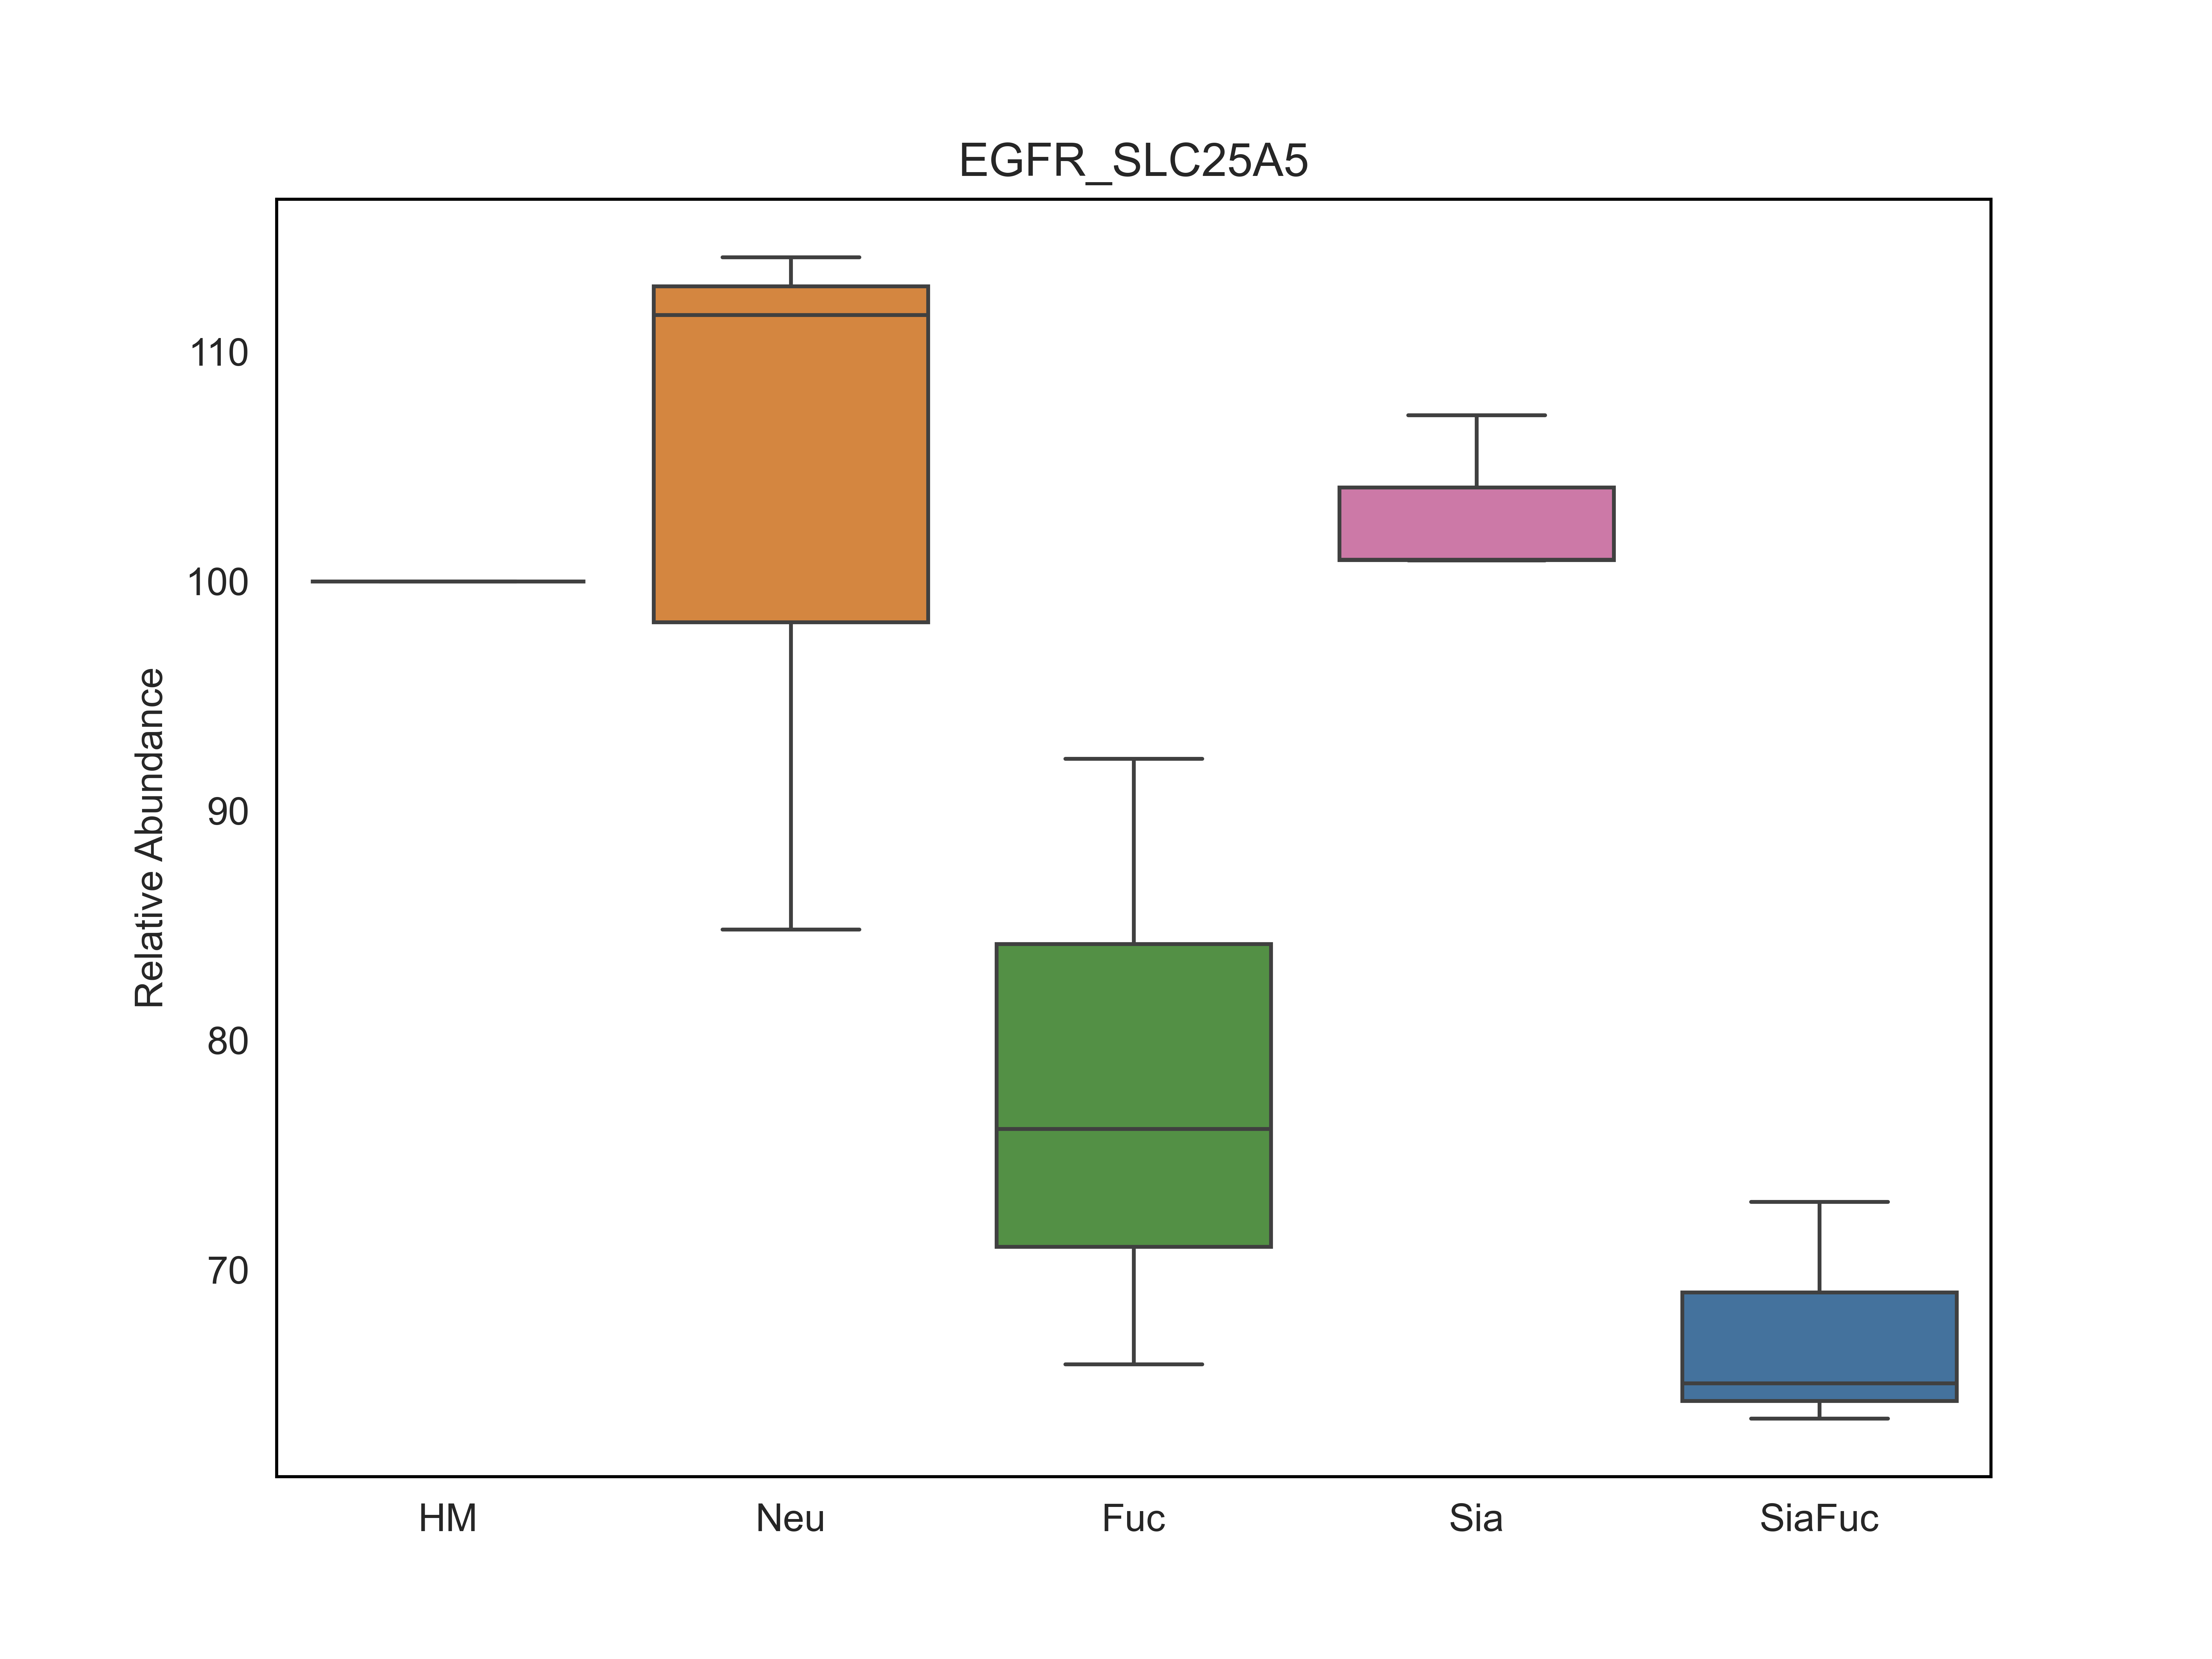 EGFR_SLC25A5
Relative Abundance
110
100
90
80
70
HM
Neu
Fuc
Sia
SiaFuc